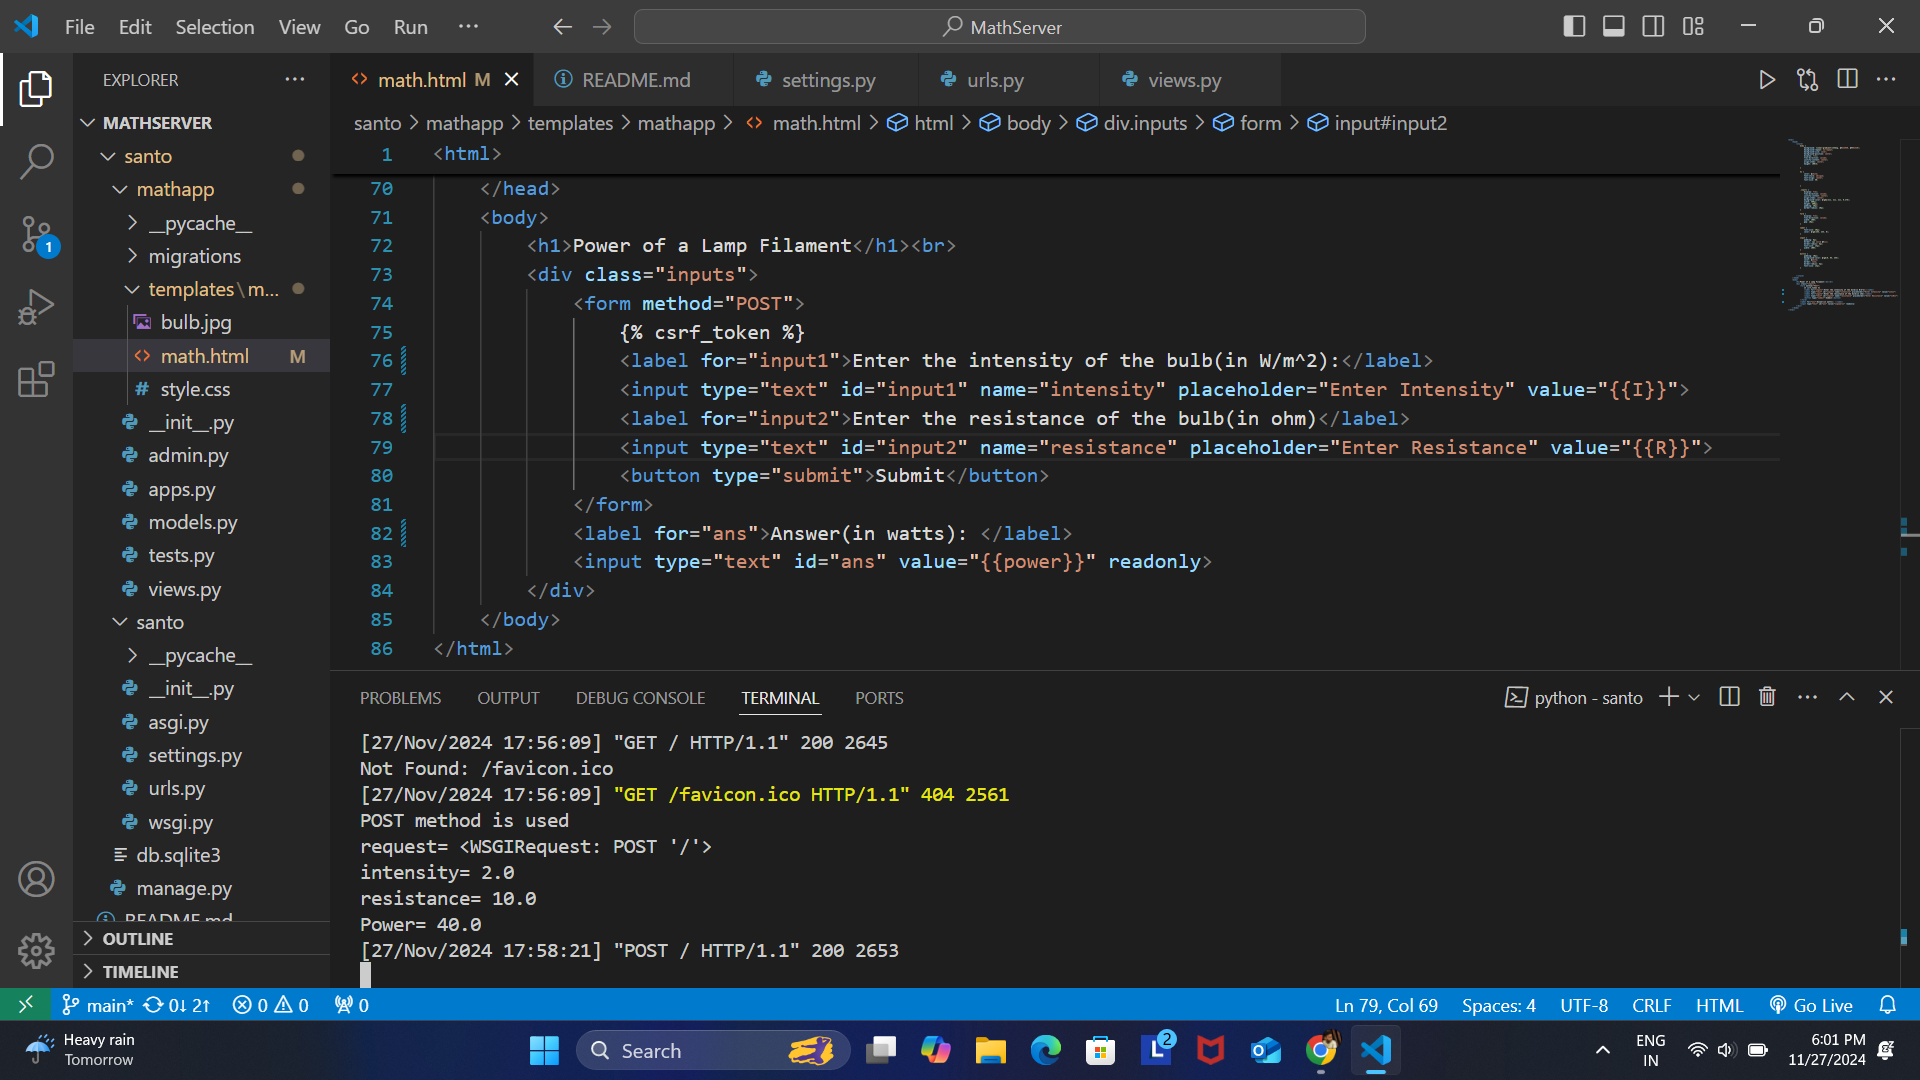 File Edit Selection View Go Run ···
MathServer
EXPLORER ···
math.html M
README.md
settings.py
urls.py
views.py
MATHSERVER
santo
mathapp
__pycache__
migrations
templates\m...
bulb.jpg
math.html M
style.css
__init__.py
admin.py
apps.py
models.py
tests.py
views.py
santo
__pycache__
__init__.py
asgi.py
settings.py
urls.py
wsgi.py
db.sqlite3
manage.py
README.md
OUTLINE
TIMELINE
1
santo > mathapp > templates > mathapp > math.html > html > body > div.inputs > form > input#input2
1 <html>
70 </head>
71 <body>
72 <h1>Power of a Lamp Filament</h1><br>
73 <div class="inputs">
74 <form method="POST">
75 {% csrf_token %}
76 <label for="input1">Enter the intensity of the bulb(in W/m^2):</label>
77 <input type="text" id="input1" name="intensity" placeholder="Enter Intensity" value="{{I}}">
78 <label for="input2">Enter the resistance of the bulb(in ohm)</label>
79 <input type="text" id="input2" name="resistance" placeholder="Enter Resistance" value="{{R}}">
80 <button type="submit">Submit</button>
81 </form>
82 <label for="ans">Answer(in watts): </label>
83 <input type="text" id="ans" value="{{power}}" readonly>
84 </div>
85 </body>
86 </html>
PROBLEMS OUTPUT DEBUG CONSOLE TERMINAL PORTS
python - santo
[27/Nov/2024 17:56:09] "GET / HTTP/1.1" 200 2645
Not Found: /favicon.ico
[27/Nov/2024 17:56:09] "GET /favicon.ico HTTP/1.1" 404 2561
POST method is used
request= <WSGIRequest: POST '/'>
intensity= 2.0
resistance= 10.0
Power= 40.0
[27/Nov/2024 17:58:21] "POST / HTTP/1.1" 200 2653
main* 0↓ 2↑ 0 0 0
Ln 79, Col 69 Spaces: 4 UTF-8 CRLF HTML Go Live
Heavy rain
Tomorrow
Search
L 2
ENG
IN
6:01 PM
11/27/2024